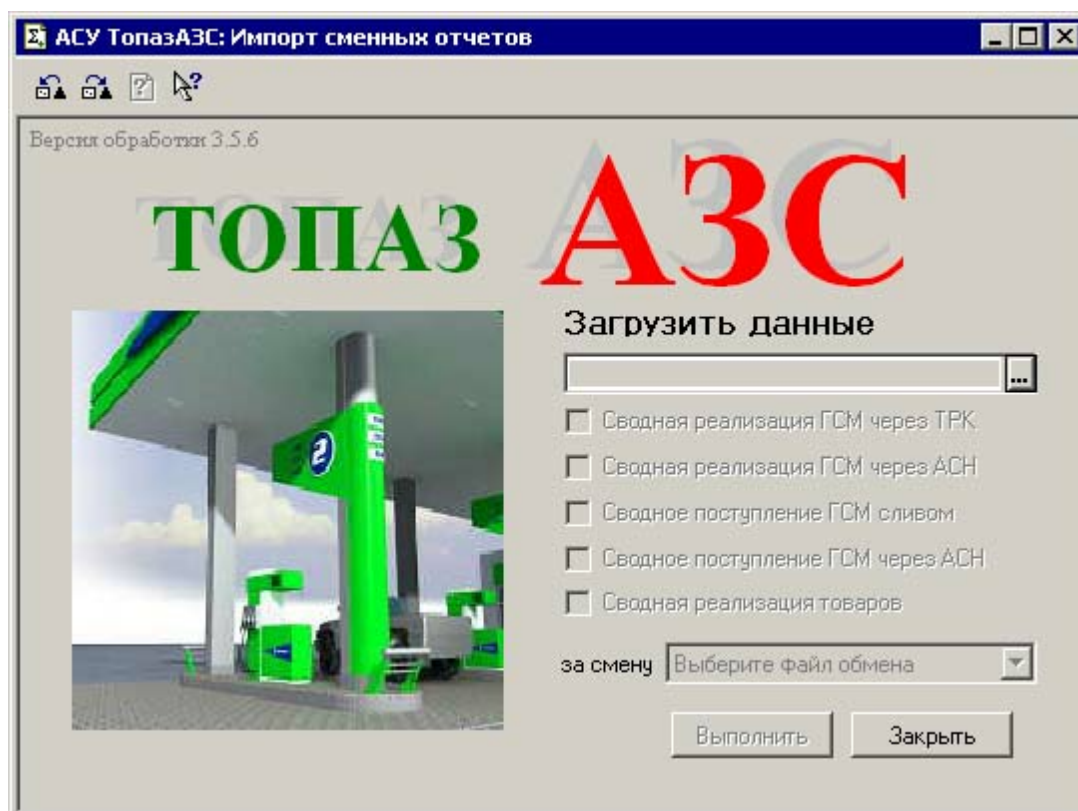 АСУ ТопазАЗС: Импорт сменных отчетов
Версия обработки 3.5.6
ТОПАЗ АЗС
Загрузить данные
...
Сводная реализация ГСМ через ТРК
Сводная реализация ГСМ через АСН
Сводное поступление ГСМ сливом
Сводное поступление ГСМ через АСН
Сводная реализация товаров
за смену Выберите файл обмена
Выполнить Закрыть
2